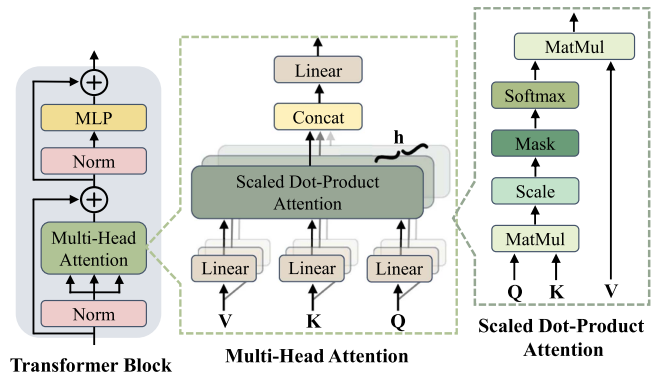 MLP
Norm
Multi-Head
Attention
Norm
Transformer Block
Linear
Concat
h
Scaled Dot-Product
Attention
Linear
Linear
Linear
V
K
Q
Multi-Head Attention
MatMul
Softmax
Mask
Scale
MatMul
Q
K
V
Scaled Dot-Product
Attention